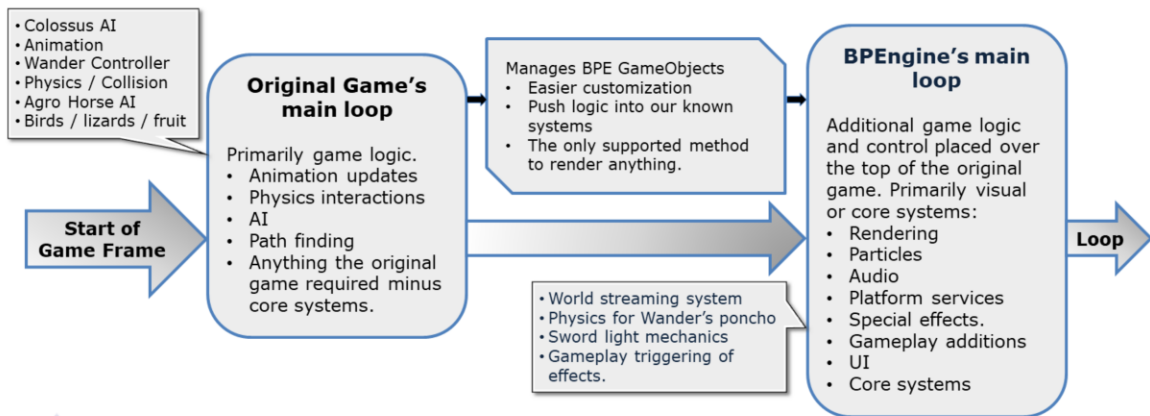 • Colossus AI
• Animation
• Wander Controller
• Physics / Collision
• Agro Horse AI
• Birds / lizards / fruit
Start of
Game Frame
Original Game's
main loop
Primarily game logic.
• Animation updates
• Physics interactions
• AI
• Path finding
• Anything the original
game required minus
core systems.
Manages BPE GameObjects
• Easier customization
• Push logic into our known
systems
• The only supported method
to render anything.
• World streaming system
• Physics for Wander's poncho
• Sword light mechanics
• Gameplay triggering of
effects.
BPEngine's main
loop
Additional game logic
and control placed over
the top of the original
game. Primarily visual
or core systems:
• Rendering
• Particles
• Audio
• Platform services
• Special effects.
• Gameplay additions
• UI
• Core systems
Loop